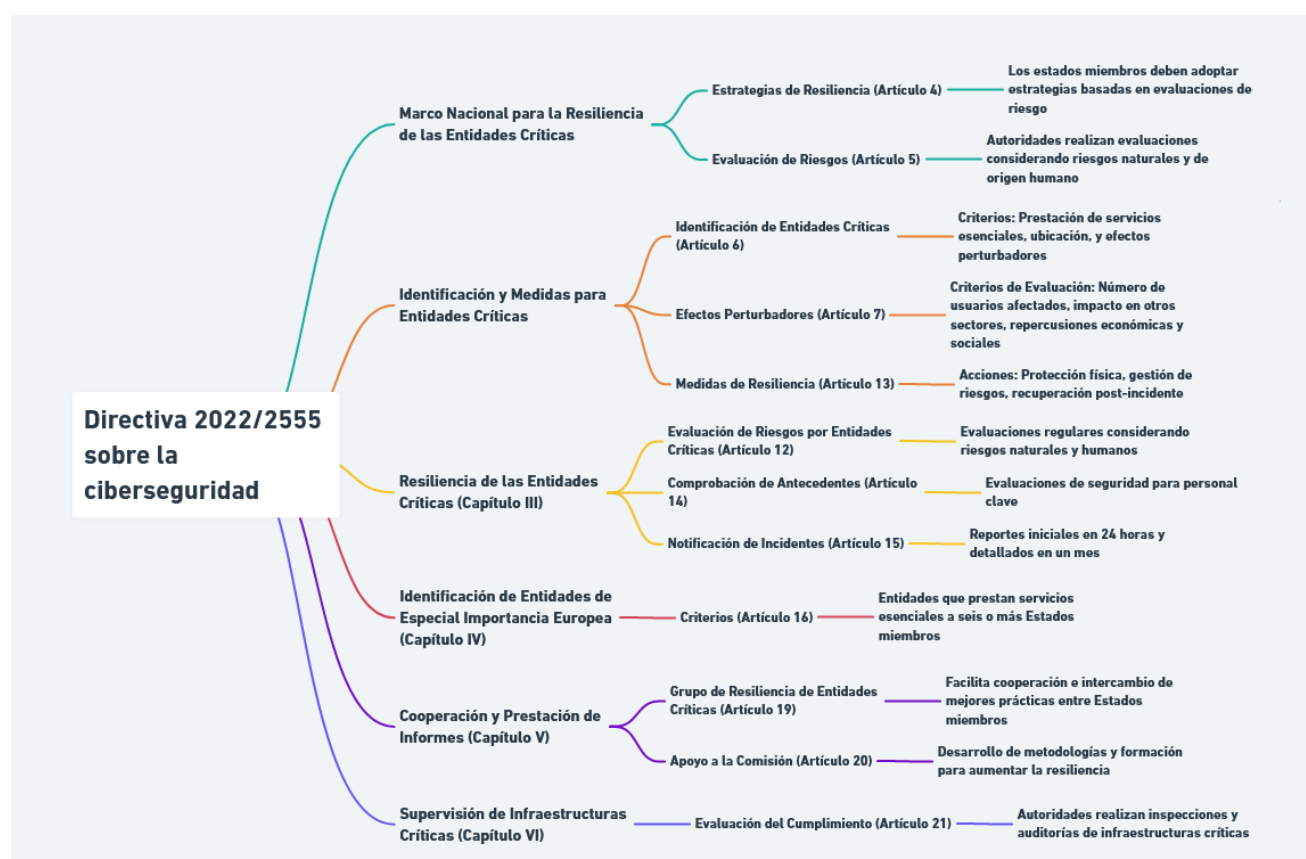 Directiva 2022/2555
sobre la
ciberseguridad
Marco Nacional para la Resiliencia
de las Entidades Críticas
Estrategias de Resiliencia (Artículo 4)
Los estados miembros deben adoptar
estrategias basadas en evaluaciones de
riesgo
Evaluación de Riesgos (Artículo 5)
Autoridades realizan evaluaciones
considerando riesgos naturales y de
origen humano
Identificación y Medidas para
Entidades Críticas
Identificación de Entidades Críticas
(Artículo 6)
Criterios: Prestación de servicios
esenciales, ubicación, y efectos
perturbadores
Efectos Perturbadores (Artículo 7)
Criterios de Evaluación: Número de
usuarios afectados, impacto en otros
sectores, repercusiones económicas y
sociales
Medidas de Resiliencia (Artículo 13)
Acciones: Protección física, gestión de
riesgos, recuperación post-incidente
Resiliencia de las Entidades
Críticas (Capítulo III)
Evaluación de Riesgos por Entidades
Críticas (Artículo 12)
Evaluaciones regulares considerando
riesgos naturales y humanos
Comprobación de Antecedentes (Artículo
14)
Evaluaciones de seguridad para personal
clave
Notificación de Incidentes (Artículo 15)
Reportes iniciales en 24 horas y
detallados en un mes
Identificación de Entidades de
Especial Importancia Europea
(Capítulo IV)
Criterios (Artículo 16)
Entidades que prestan servicios
esenciales a seis o más Estados
miembros
Cooperación y Prestación de
Informes (Capítulo V)
Grupo de Resiliencia de Entidades
Críticas (Artículo 19)
Facilita cooperación e intercambio de
mejores prácticas entre Estados
miembros
Apoyo a la Comisión (Artículo 20)
Desarrollo de metodologías y formación
para aumentar la resiliencia
Supervisión de Infraestructuras
Críticas (Capítulo VI)
Evaluación del Cumplimiento (Artículo 21)
Autoridades realizan inspecciones y
auditorías de infraestructuras críticas